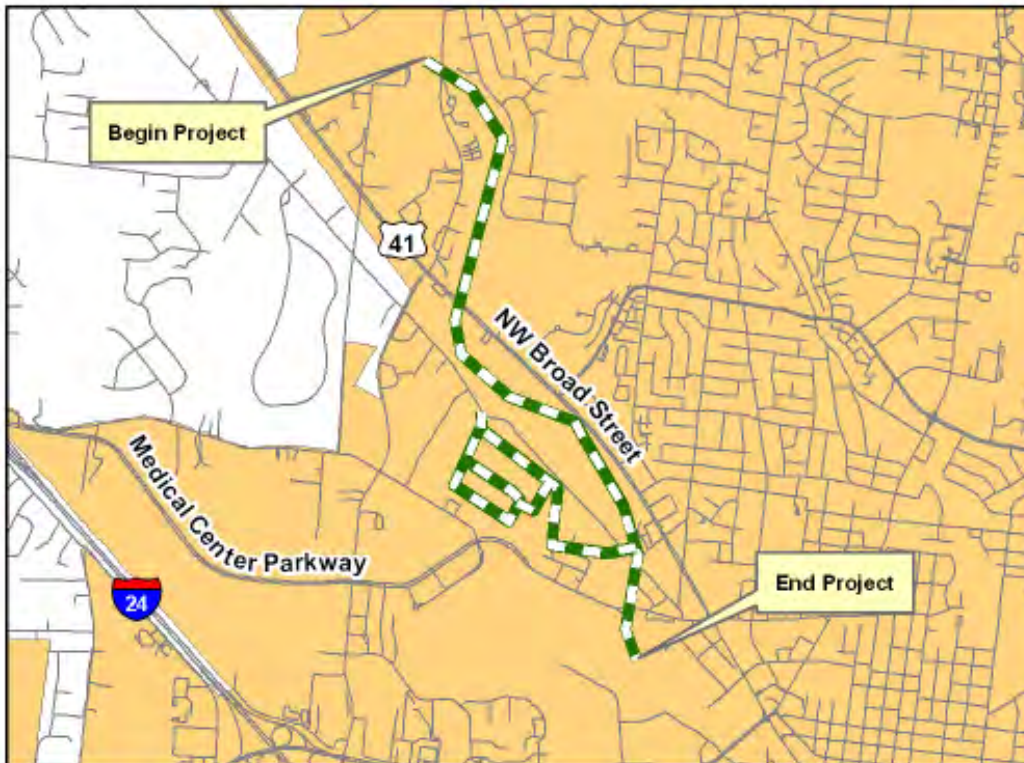 Begin Project
41
NW Broad Street
Medical Center Parkway
24
End Project